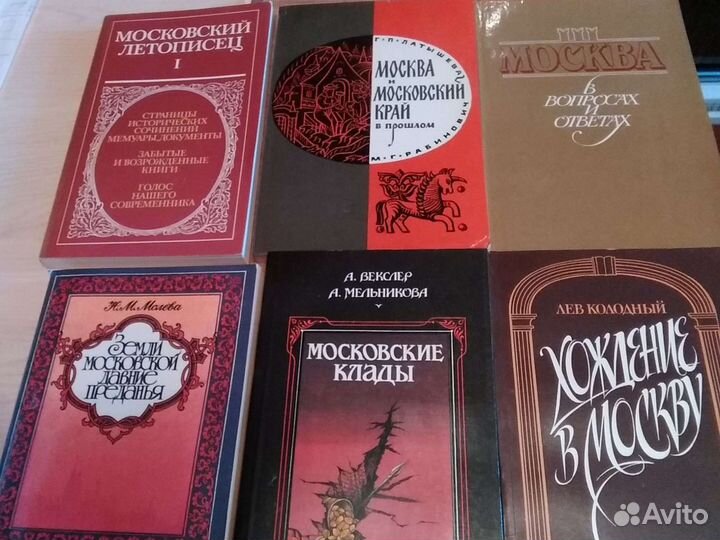 МОСКОВСКИЙ
ЛЕТОПИСЕЦ
I
СТРАНИЦЫ
ИСТОРИЧЕСКИХ
СОЧИНЕНИЙ
МЕМУАРЫ, ДОКУМЕНТЫ
ЗАБЫТЫЕ
И ВОЗРОЖДЕННЫЕ
КНИГИ
ГОЛОС
НАШЕГО
СОВРЕМЕННИКА
Г. П. ЛАТЫШЕВА
МОСКВА
И
МОСКОВСКИЙ
КРАЙ
В ПРОШЛОМ
М. Г. РАБИНОВИЧ
МОСКВА
В
ВОПРОСАХ И
ОТВЕТАХ
Н. М. Молева
Земли
московской
давние
преданья
А. ВЕКСЛЕР
А. МЕЛЬНИКОВА
МОСКОВСКИЕ
КЛАДЫ
ЛЕВ КОЛОДНЫЙ
ХОЖДЕНИЕ
В МОСКВУ
Avito